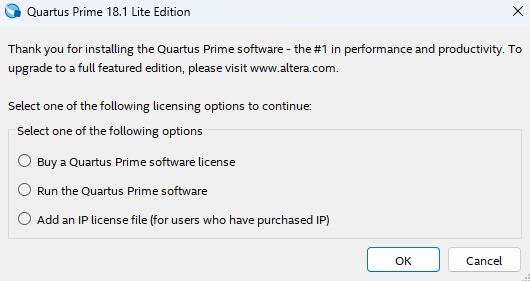 Quartus Prime 18.1 Lite Edition
Thank you for installing the Quartus Prime software - the #1 in performance and productivity. To
upgrade to a full featured edition, please visit www.altera.com.
Select one of the following licensing options to continue:
Select one of the following options
Buy a Quartus Prime software license
Run the Quartus Prime software
Add an IP license file (for users who have purchased IP)
OK
Cancel